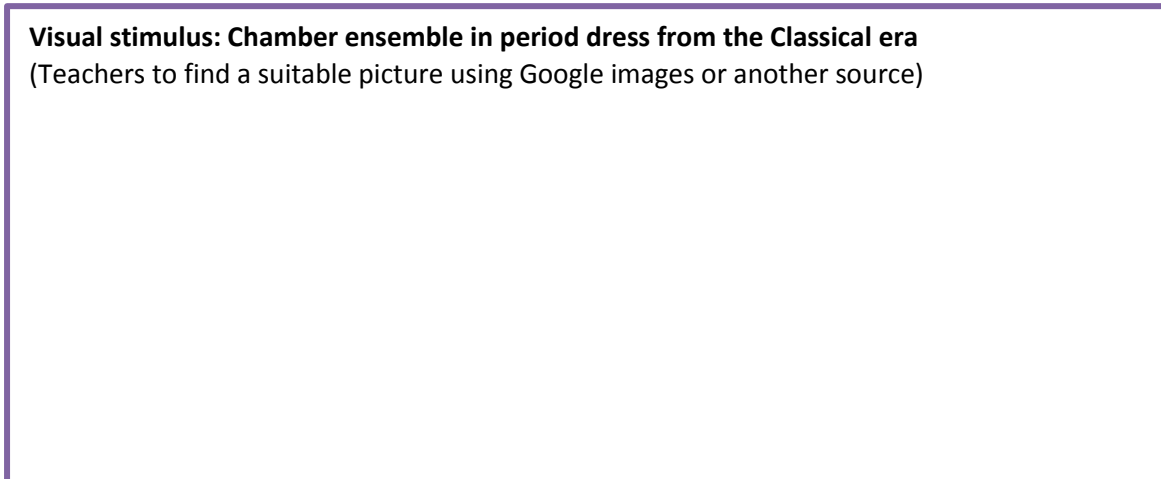 Visual stimulus: Chamber ensemble in period dress from the Classical era
(Teachers to find a suitable picture using Google images or another source)